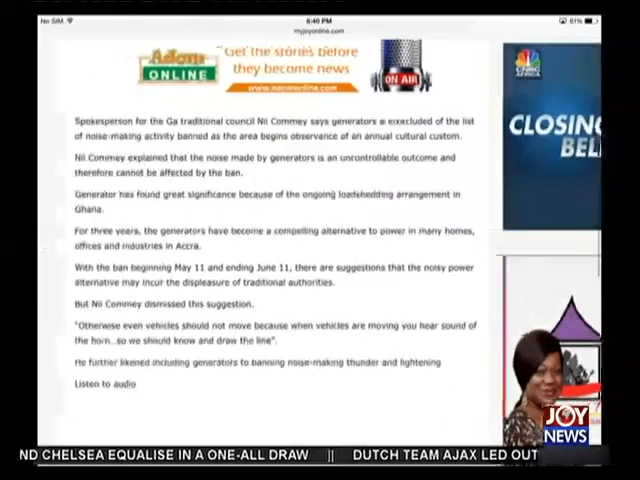 No SIM
6:40 PM
61%
myjoyonline.com
Adom
ONLINE
Get the stories before
they become news
www.adomonline.com
ON AIR
CNBC
AFRICA
CLOSING
BEL
Spokesperson for the Ga traditional council Nii Commey says generators is exxcluded of the list
of noise-making activity banned as the area begins observance of an annual cultural custom.
Nii Commey explained that the noise made by generators is an uncontrollable outcome and
therefore cannot be affected by the ban.
Generator has found great significance because of the ongoing loadshedding arrangement in
Ghana.
For three years, the generators have become a compelling alternative to power in many homes,
offices and industries in Accra.
With the ban beginning May 11 and ending June 11, there are suggestions that the noisy power
alternative may incur the displeasure of traditional authorities.
But Nii Commey dismissed this suggestion.
"Otherwise even vehicles should not move because when vehicles are moving you hear sound of
the horn...so we should know and draw the line".
He further likened including generators to banning noise-making thunder and lightening
Listen to audio
JOY
NEWS
ND CHELSEA EQUALISE IN A ONE-ALL DRAW || DUTCH TEAM AJAX LED OUT